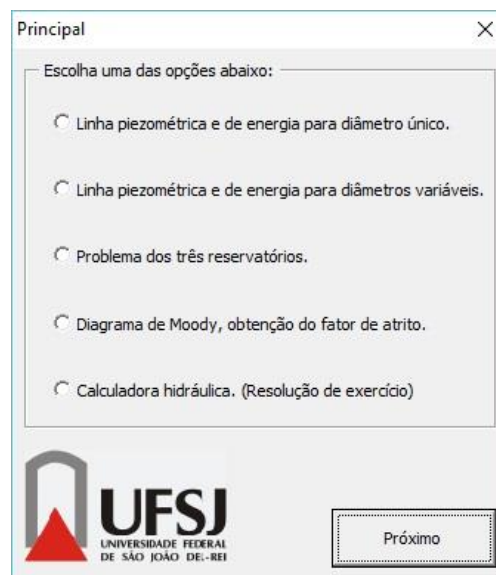 Principal
Escolha uma das opções abaixo:
Linha piezométrica e de energia para diâmetro único.
Linha piezométrica e de energia para diâmetros variáveis.
Problema dos três reservatórios.
Diagrama de Moody, obtenção do fator de atrito.
Calculadora hidráulica. (Resolução de exercício)
UFSJ
UNIVERSIDADE FEDERAL
DE SÃO JOÃO DEL-REI
Próximo